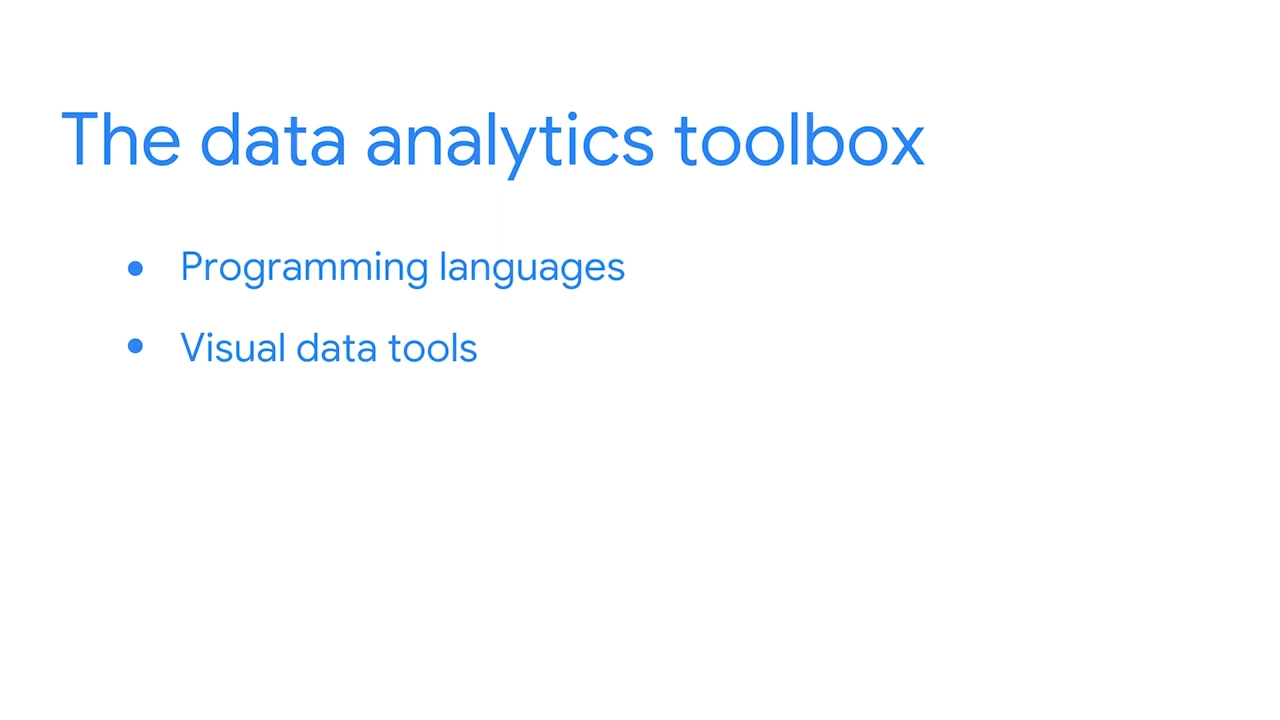 The data analytics toolbox
• Programming languages
• Visual data tools